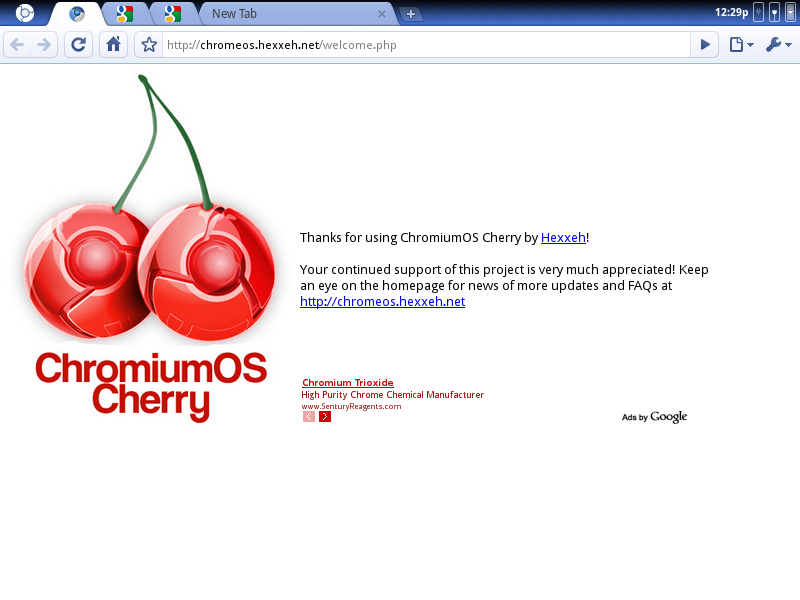 New Tab
12:29p
http://chromeos.hexxeh.net/welcome.php
Thanks for using ChromiumOS Cherry by Hexxeh!
Your continued support of this project is very much appreciated! Keep
an eye on the homepage for news of more updates and FAQs at
http://chromeos.hexxeh.net
ChromiumOS
Cherry
Chromium Trioxide
High Purity Chrome Chemical Manufacturer
www.SenturyReagents.com
Ads by Google